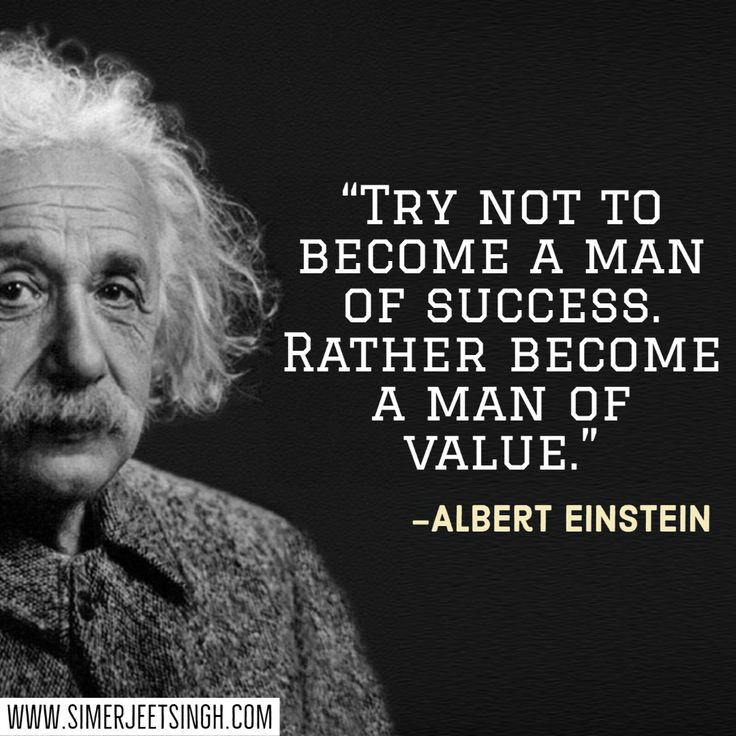 “Try not to
become a man
of success.
Rather become
a man of
value.”
–ALBERT EINSTEIN
WWW.SIMERJEETSINGH.COM